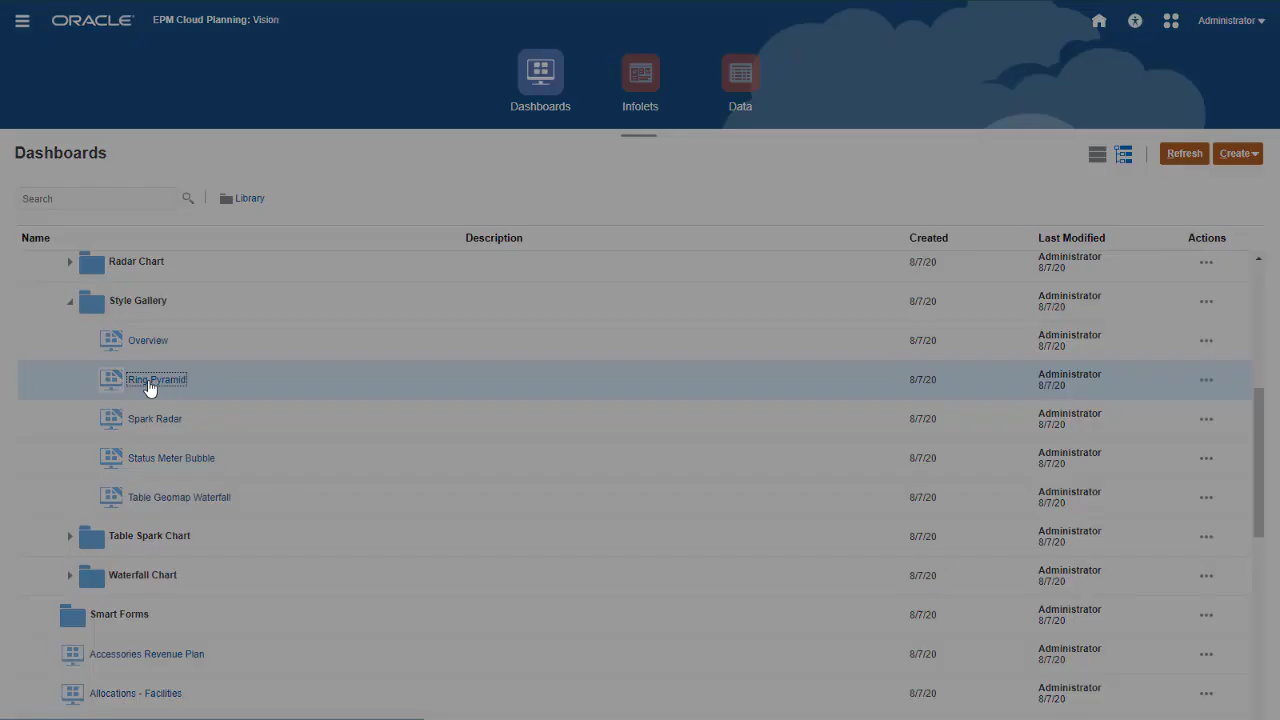 ORACLE EPM Cloud Planning: Vision Administrator
Dashboards Infolets Data
Dashboards
Refresh Create
Search Library
Name Description Created Last Modified Actions
Radar Chart 8/7/20 Administrator
8/7/20
Style Gallery 8/7/20 Administrator
8/7/20
Overview 8/7/20 Administrator
8/7/20
Ring Pyramid 8/7/20 Administrator
8/7/20
Spark Radar 8/7/20 Administrator
8/7/20
Status Meter Bubble 8/7/20 Administrator
8/7/20
Table Geomap Waterfall 8/7/20 Administrator
8/7/20
Table Spark Chart 8/7/20 Administrator
8/7/20
Waterfall Chart 8/7/20 Administrator
8/7/20
Smart Forms 8/7/20 Administrator
8/7/20
Accessories Revenue Plan 8/7/20 Administrator
8/7/20
Allocations - Facilities 8/7/20 Administrator
8/7/20